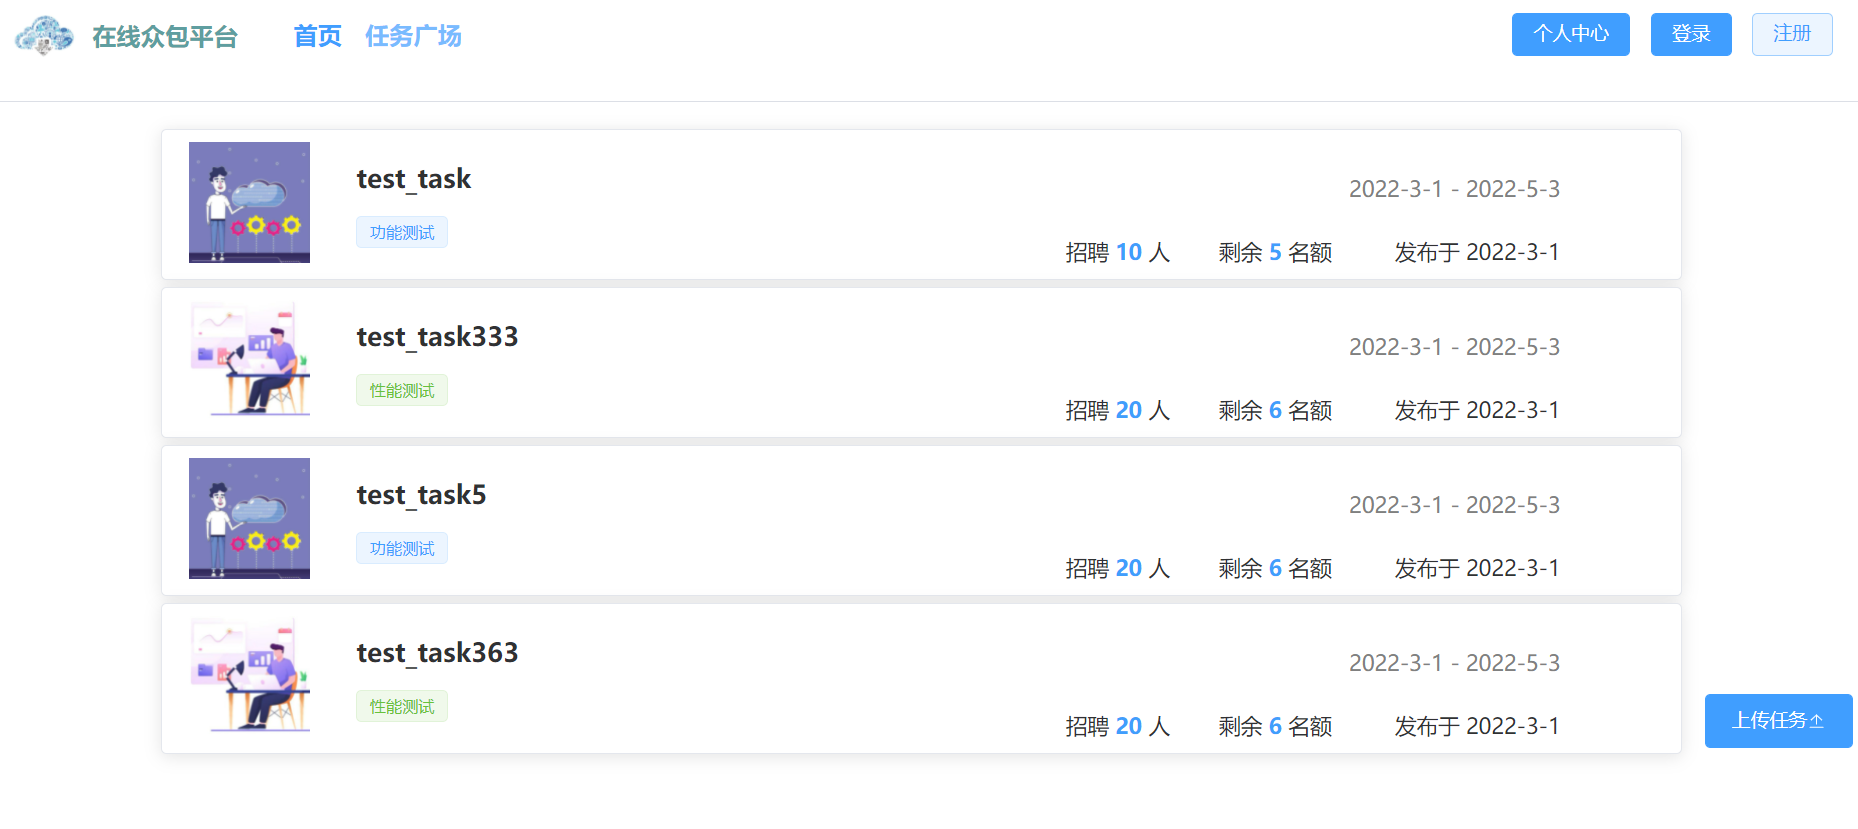 在线众包平台 首页 任务广场 个人中心 登录 注册
test_task
2022-3-1 - 2022-5-3
功能测试
招聘 10 人 剩余 5 名额 发布于 2022-3-1
test_task333
2022-3-1 - 2022-5-3
性能测试
招聘 20 人 剩余 6 名额 发布于 2022-3-1
test_task5
2022-3-1 - 2022-5-3
功能测试
招聘 20 人 剩余 6 名额 发布于 2022-3-1
test_task363
2022-3-1 - 2022-5-3
性能测试
招聘 20 人 剩余 6 名额 发布于 2022-3-1
上传任务